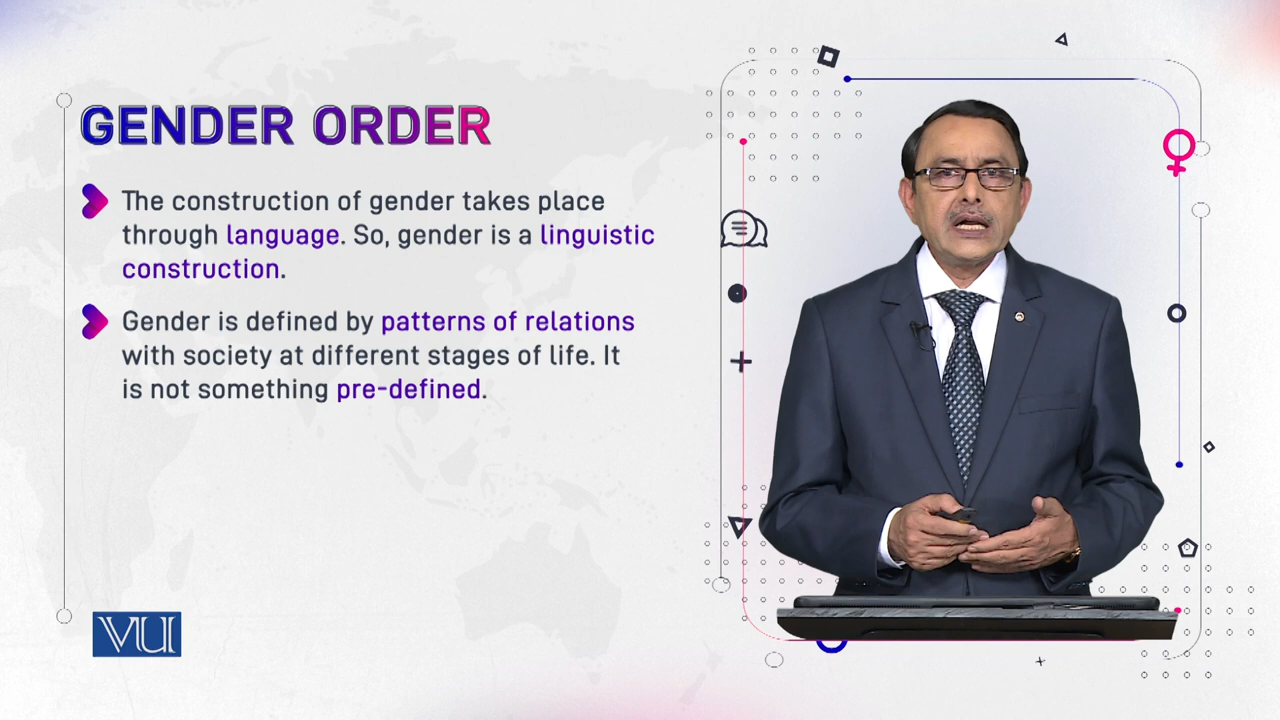 GENDER ORDER
The construction of gender takes place
through language. So, gender is a linguistic
construction.
Gender is defined by patterns of relations
with society at different stages of life. It
is not something pre-defined.
VU